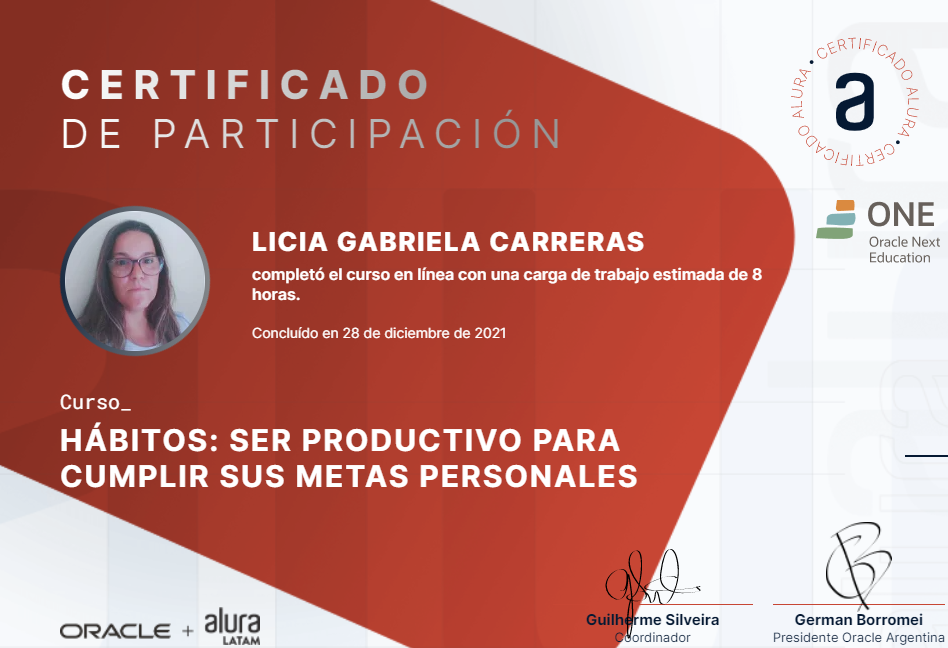 CERTIFICADO
DE PARTICIPACIÓN
CERTIFICADO ALURA • CERTIFICADO ALURA •
a
ONE
Oracle Next
Education
LICIA GABRIELA CARRERAS
completó el curso en línea con una carga de trabajo estimada de 8
horas.
Concluído en 28 de diciembre de 2021
Curso_
HÁBITOS: SER PRODUCTIVO PARA
CUMPLIR SUS METAS PERSONALES
ORACLE + alura
LATAM
Guilherme Silveira
Coordinador
German Borromei
Presidente Oracle Argentina